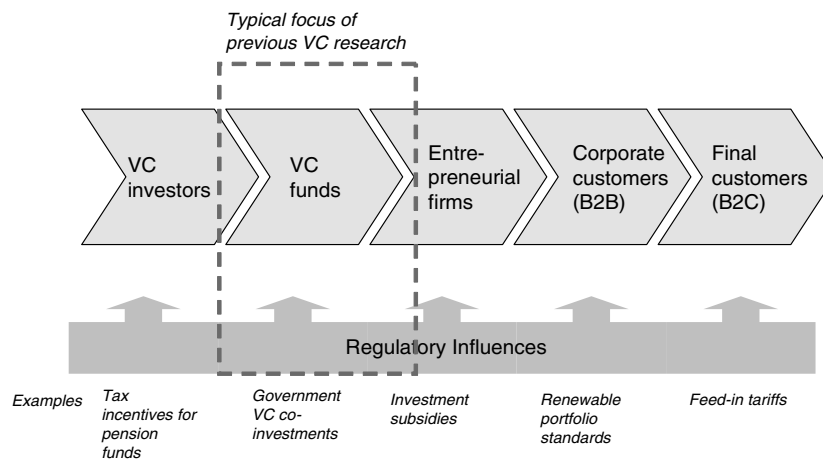 Typical focus of
previous VC research
VC
investors
VC
funds
Entre-
preneurial
firms
Corporate
customers
(B2B)
Final
customers
(B2C)
Regulatory Influences
Examples
Tax
incentives for
pension
funds
Government
VC co-
investments
Investment
subsidies
Renewable
portfolio
standards
Feed-in tariffs